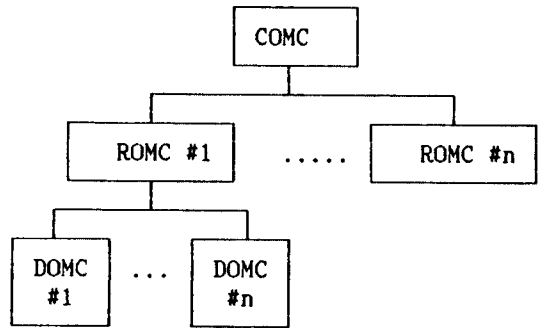 COMC
ROMC #1 ..... ROMC #n
DOMC ... DOMC
#1 #n